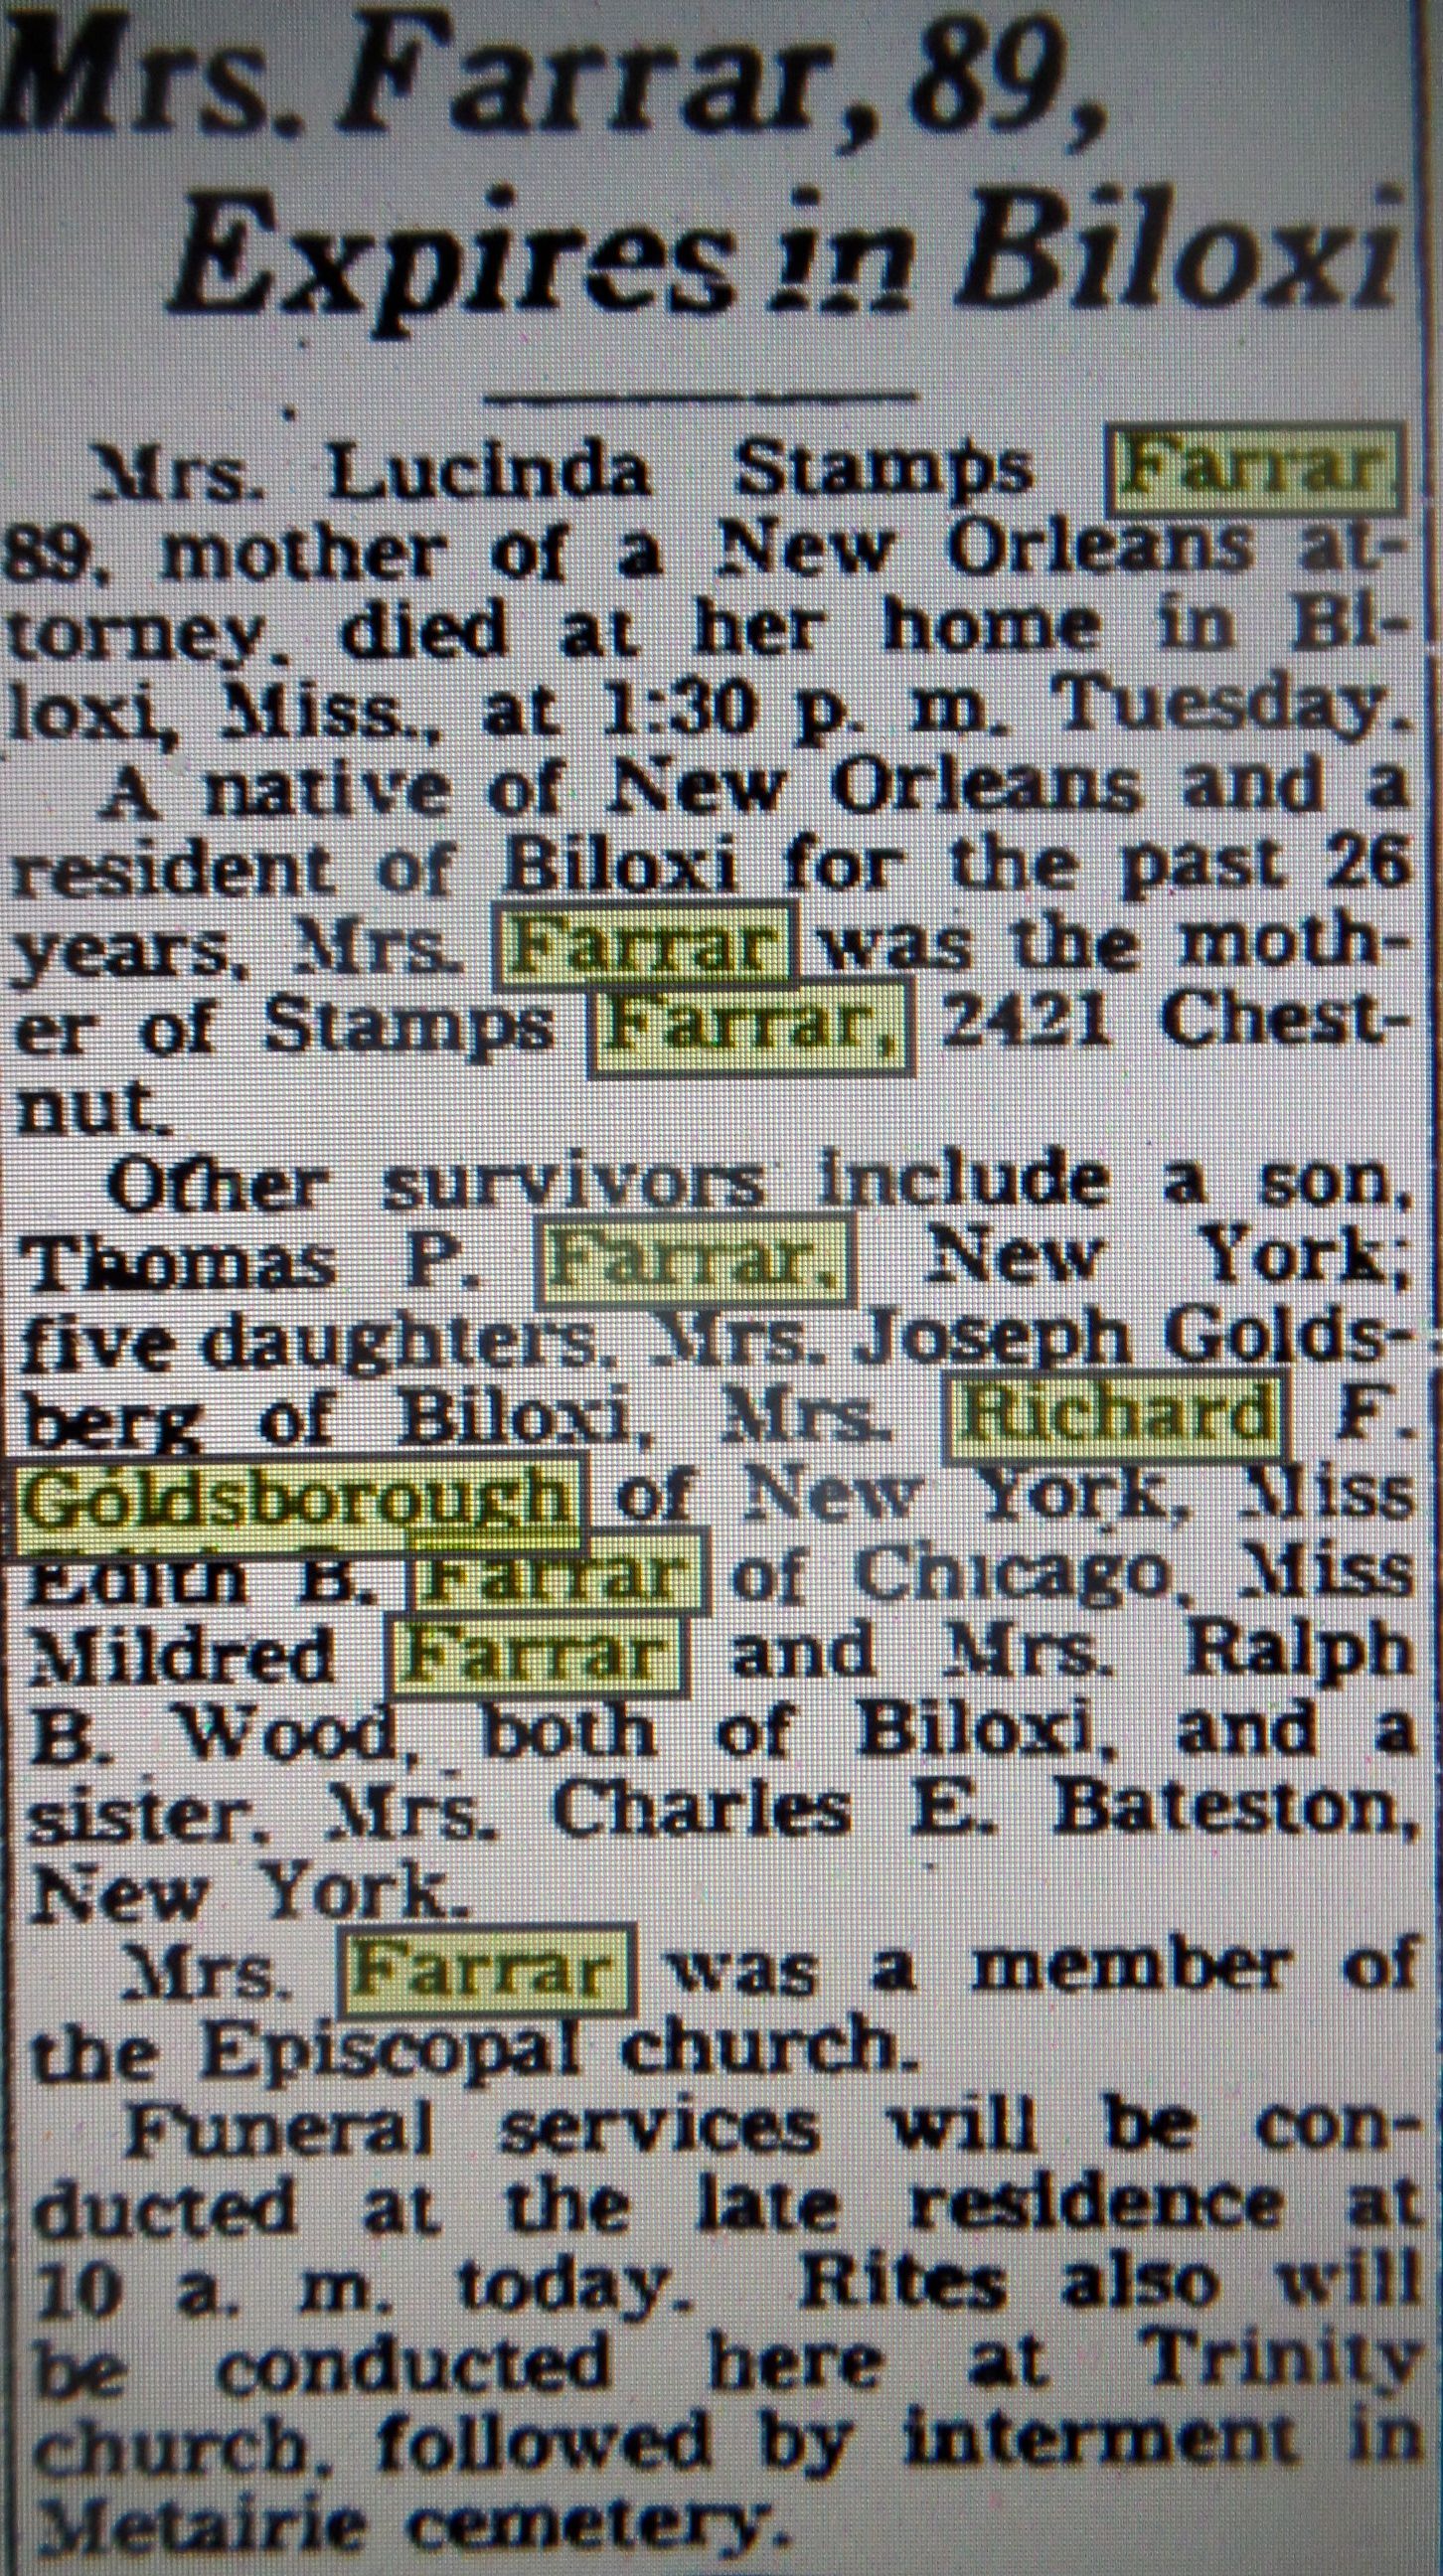 Mrs. Farrar, 89,
Expires in Biloxi
Mrs. Lucinda Stamps Farrar,
89, mother of a New Orleans at-
torney, died at her home in Bi-
loxi, Miss., at 1:30 p. m. Tuesday.
A native of New Orleans and a
resident of Biloxi for the past 26
years, Mrs. Farrar was the moth-
er of Stamps Farrar, 2421 Chest-
nut.
Other survivors include a son,
Thomas P. Farrar, New York;
five daughters, Mrs. Joseph Golds-
berg of Biloxi, Mrs. Richard F.
Goldsborough of New York, Miss
Edith B. Farrar of Chicago, Miss
Mildred Farrar and Mrs. Ralph
B. Wood, both of Biloxi, and a
sister, Mrs. Charles E. Bateston,
New York.
Mrs. Farrar was a member of
the Episcopal church.
Funeral services will be con-
ducted at the late residence at
10 a. m. today. Rites also will
be conducted here at Trinity
church, followed by interment in
Metairie cemetery.